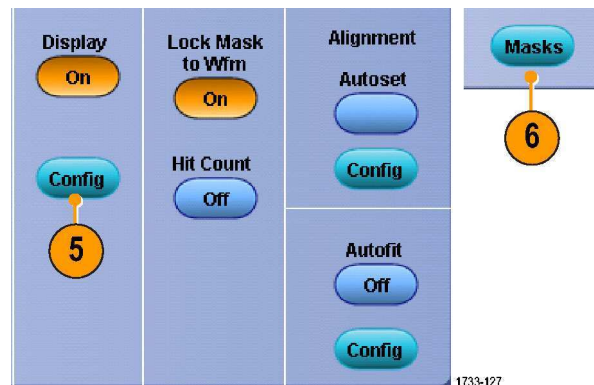 Display
On
Config
5
Lock Mask
to Wfm
On
Hit Count
Off
Alignment
Autoset
Config
Autofit
Off
Config
Masks
6
1733-127